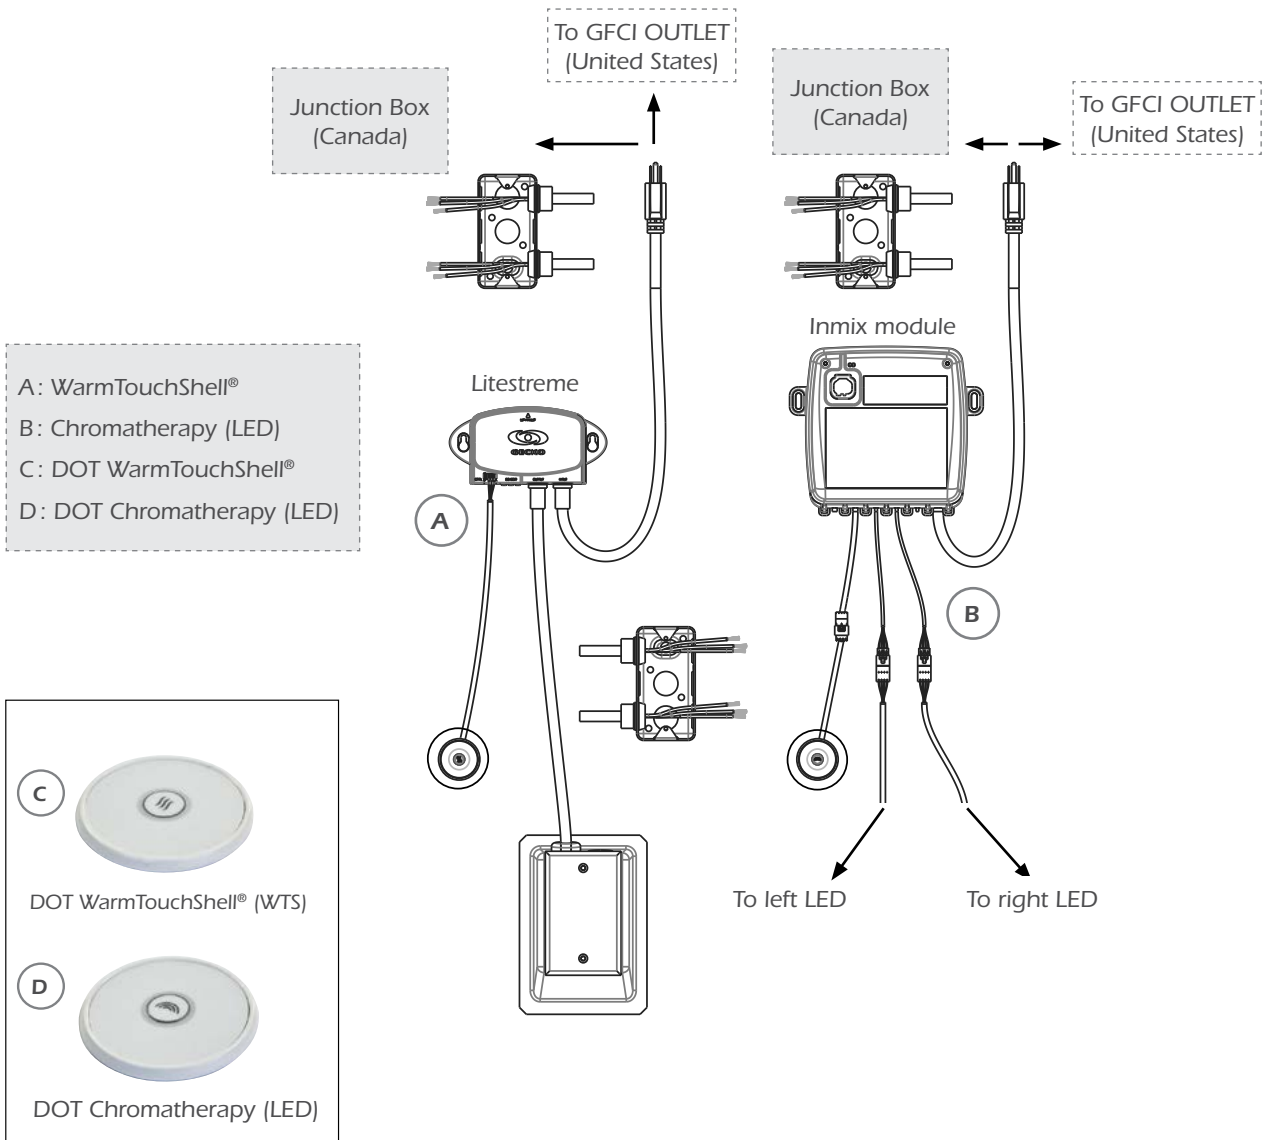 To GFCI OUTLET
(United States)
Junction Box
(Canada)
Junction Box
(Canada)
To GFCI OUTLET
(United States)
Inmix module
A: WarmTouchShell®
B: Chromatherapy (LED)
C: DOT WarmTouchShell®
D: DOT Chromatherapy (LED)
Litestreme
GECKO
A
B
C
DOT WarmTouchShell® (WTS)
D
DOT Chromatherapy (LED)
To left LED
To right LED